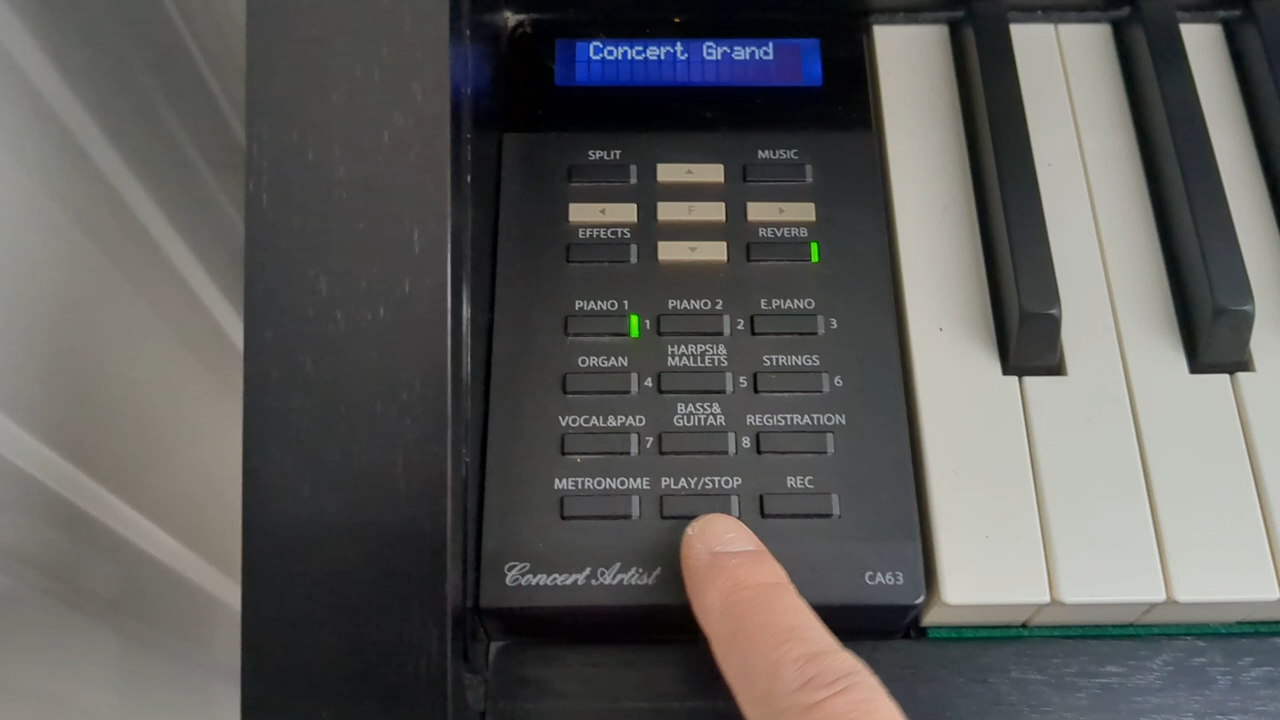 Concert Grand
SPLIT MUSIC
F
EFFECTS REVERB
PIANO 1 PIANO 2 E.PIANO
1 2 3
ORGAN HARPSI& MALLETS STRINGS
4 5 6
VOCAL&PAD BASS& GUITAR REGISTRATION
7 8
METRONOME PLAY/STOP REC
Concert Artist CA63